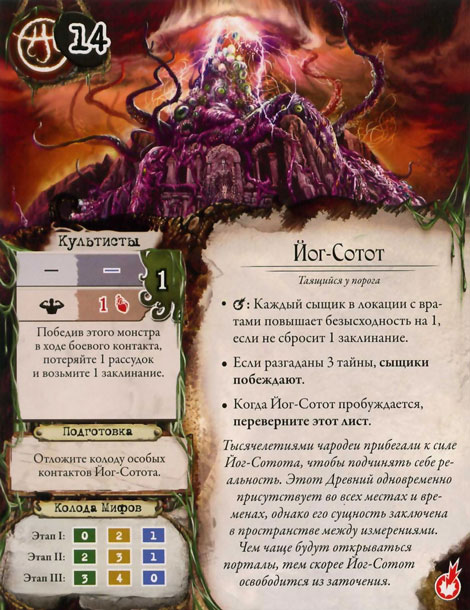 14
Культисты
— —
1
1
Победив этого монстра
в ходе боевого контакта,
потеряйте 1 рассудок
и возьмите 1 заклинание.
Подготовка
Отложите колоду особых
контактов Йог-Сотота.
Колода Мифов
Этап I: 0 2 1
Этап II: 2 3 1
Этап III: 3 4 0
Йог-Сотот
Таящийся у порога
• : Каждый сыщик в локации с вра-
тами повышает безысходность на 1,
если не сбросит 1 заклинание.
• Если разгаданы 3 тайны, сыщики
побеждают.
• Когда Йог-Сотот пробуждается,
переверните этот лист.
Тысячелетиями чародеи прибегали к силе
Йог-Сотота, чтобы подчинять себе ре-
альность. Этот Древний одновременно
присутствует во всех местах и вре-
менах, однако его сущность заключена
в пространстве между измерениями.
Чем чаще будут открываться
порталы, тем скорее Йог-Сотот
освободится из заточения.